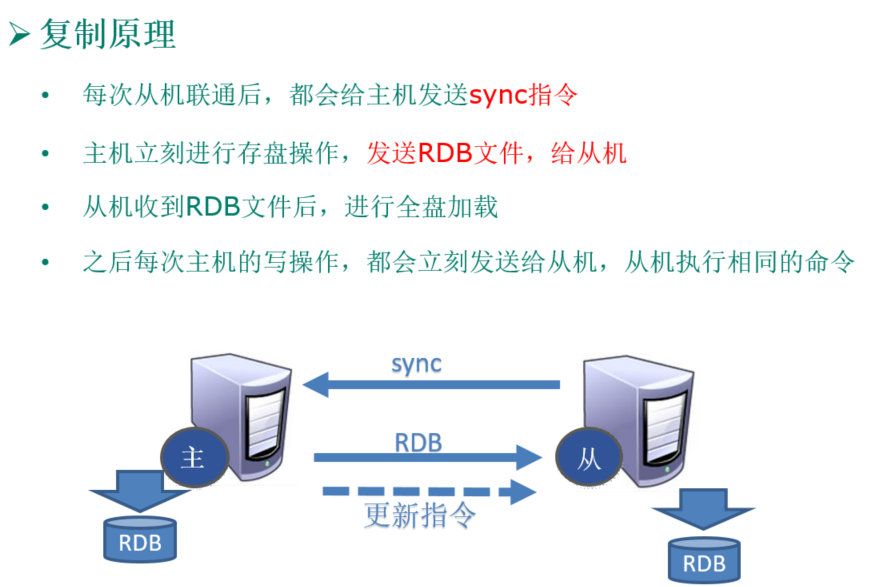 ➢ 复制原理
• 每次从机联通后，都会给主机发送sync指令
• 主机立刻进行存盘操作，发送RDB文件，给从机
• 从机收到RDB文件后，进行全盘加载
• 之后每次主机的写操作，都会立刻发送给从机，从机执行相同的命令
sync
RDB
主
从
更新指令
RDB
RDB